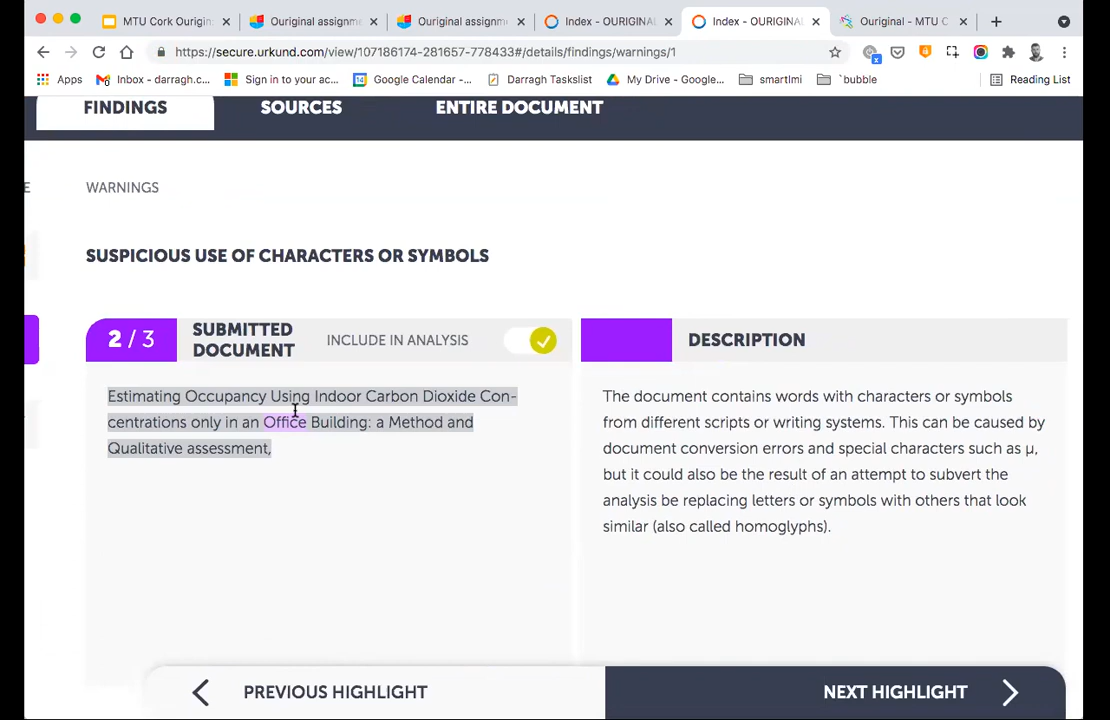 MTU Cork Ourigin
Ouriginal assignme
Ouriginal assignm
Index - OURIGINAL
Index - OURIGINAL
Ouriginal - MTU C
https://secure.urkund.com/view/107186174-281657-778433#/details/findings/warnings/1
Apps
Inbox - darragh.c...
Sign in to your ac...
14
Google Calendar -...
Darragh Taskslist
My Drive - Google...
smartlmi
`bubble
Reading List
FINDINGS
SOURCES
ENTIRE DOCUMENT
E
WARNINGS
SUSPICIOUS USE OF CHARACTERS OR SYMBOLS
2 / 3
SUBMITTED
DOCUMENT
INCLUDE IN ANALYSIS
Estimating Occupancy Using Indoor Carbon Dioxide Con-
centrations only in an Office Building: a Method and
Qualitative assessment,
DESCRIPTION
The document contains words with characters or symbols
from different scripts or writing systems. This can be caused by
document conversion errors and special characters such as μ,
but it could also be the result of an attempt to subvert the
analysis be replacing letters or symbols with others that look
similar (also called homoglyphs).
PREVIOUS HIGHLIGHT
NEXT HIGHLIGHT